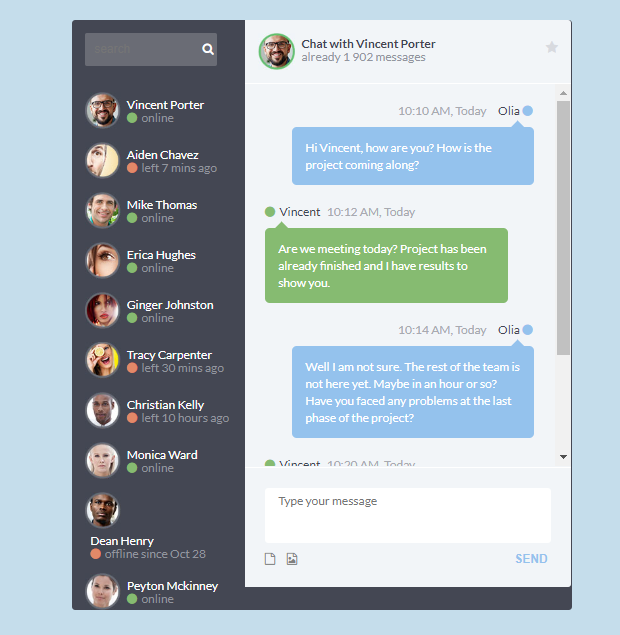 search
Vincent Porter
online
Aiden Chavez
left 7 mins ago
Mike Thomas
online
Erica Hughes
online
Ginger Johnston
online
Tracy Carpenter
left 30 mins ago
Christian Kelly
left 10 hours ago
Monica Ward
online
Dean Henry
offline since Oct 28
Peyton Mckinney
online
Chat with Vincent Porter
already 1 902 messages
10:10 AM, Today Olia
Hi Vincent, how are you? How is the
project coming along?
Vincent 10:12 AM, Today
Are we meeting today? Project has been
already finished and I have results to
show you.
10:14 AM, Today Olia
Well I am not sure. The rest of the team is
not here yet. Maybe in an hour or so?
Have you faced any problems at the last
phase of the project?
Vincent 10:20 AM, Today
Type your message
SEND